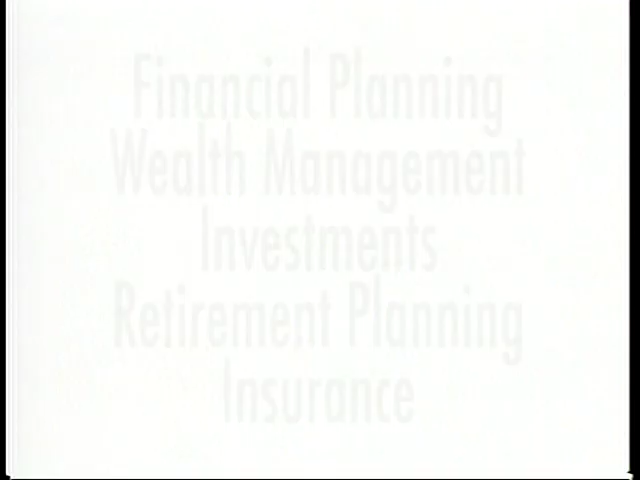 Financial Planning
Wealth Management
Investments
Retirement Planning
Insurance